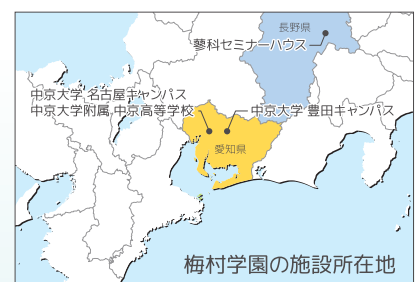 長野県
蓼科セミナーハウス
中京大学 名古屋キャンパス
中京大学附属 中京高等学校
中京大学 豊田キャンパス
愛知県
梅村学園の施設所在地